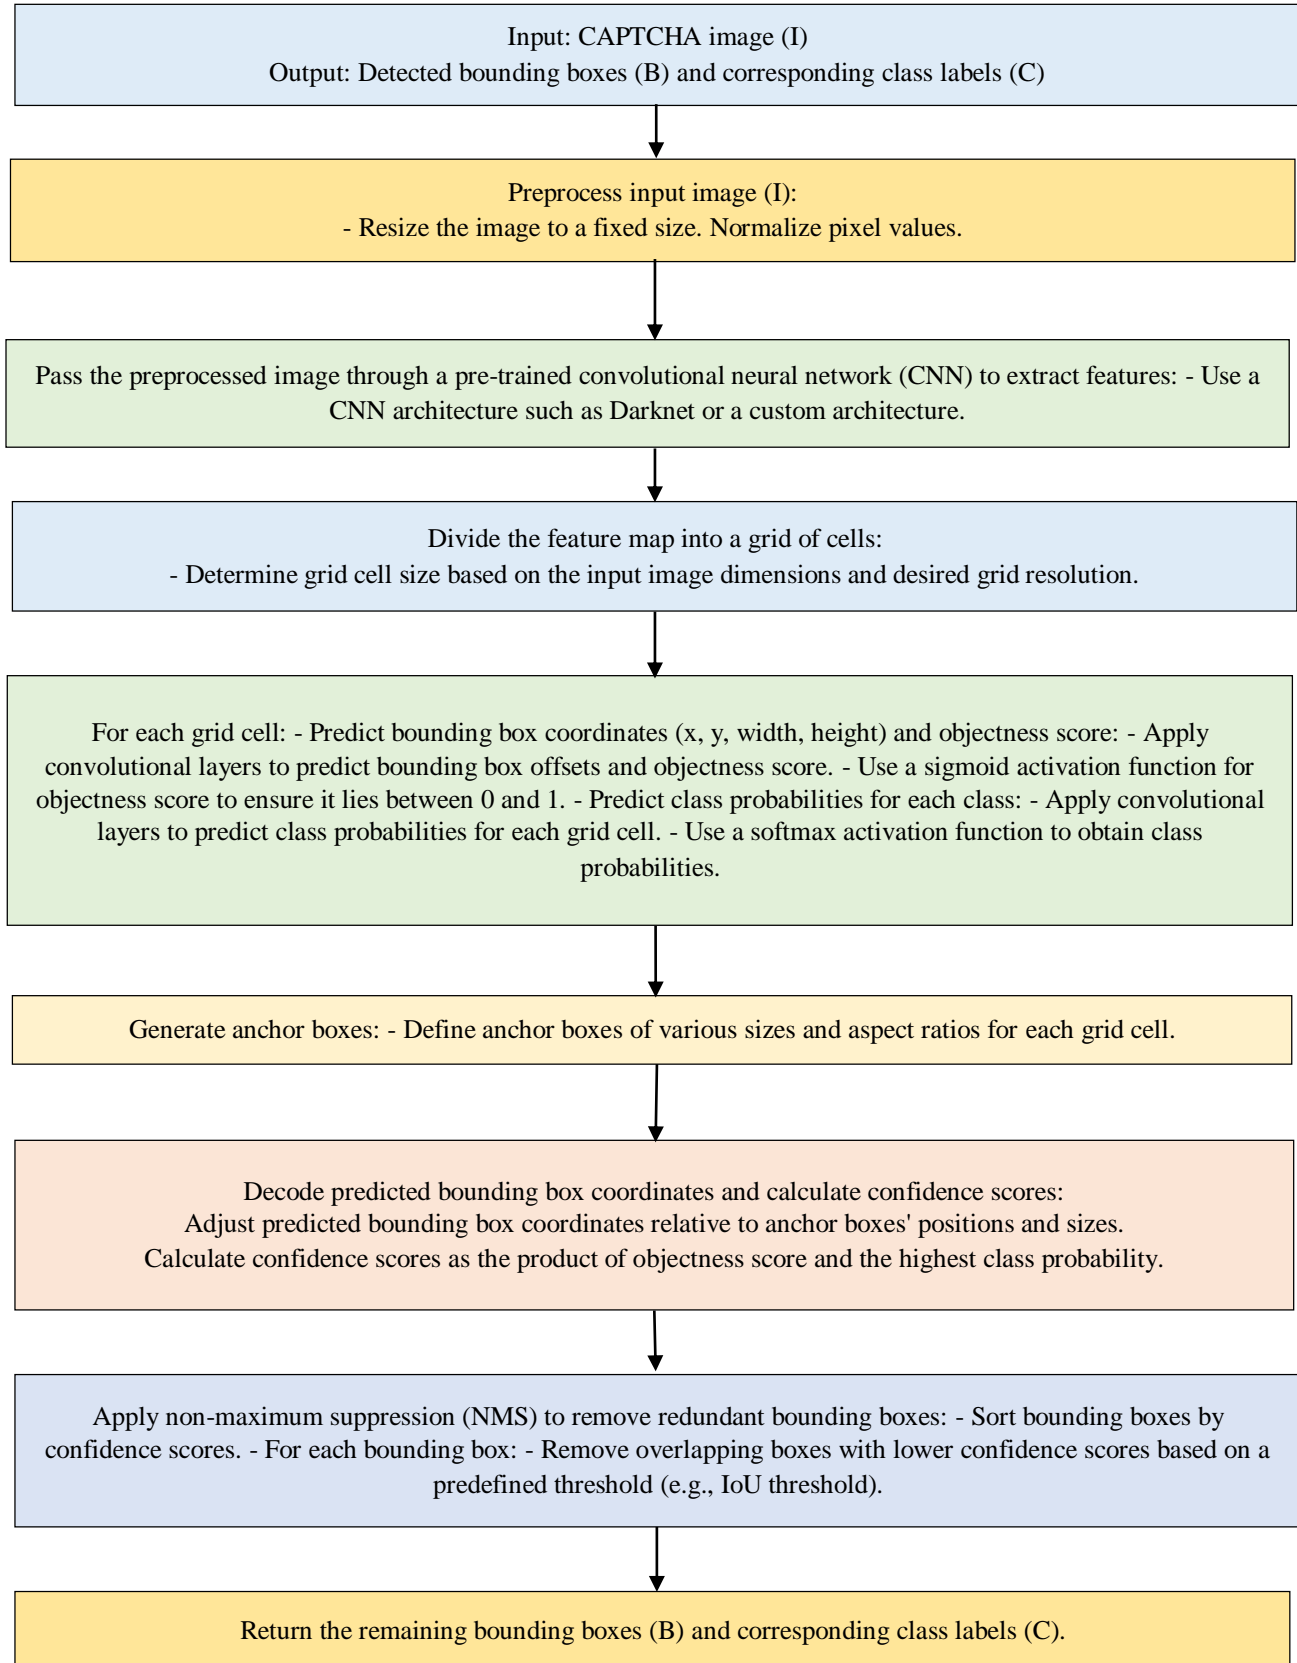 Input: CAPTCHA image (I)
Output: Detected bounding boxes (B) and corresponding class labels (C)
Preprocess input image (I):
- Resize the image to a fixed size. Normalize pixel values.
Pass the preprocessed image through a pre-trained convolutional neural network (CNN) to extract features: - Use a
CNN architecture such as Darknet or a custom architecture.
Divide the feature map into a grid of cells:
- Determine grid cell size based on the input image dimensions and desired grid resolution.
For each grid cell: - Predict bounding box coordinates (x, y, width, height) and objectness score: - Apply
convolutional layers to predict bounding box offsets and objectness score. - Use a sigmoid activation function for
objectness score to ensure it lies between 0 and 1. - Predict class probabilities for each class: - Apply convolutional
layers to predict class probabilities for each grid cell. - Use a softmax activation function to obtain class
probabilities.
Generate anchor boxes: - Define anchor boxes of various sizes and aspect ratios for each grid cell.
Decode predicted bounding box coordinates and calculate confidence scores:
Adjust predicted bounding box coordinates relative to anchor boxes' positions and sizes.
Calculate confidence scores as the product of objectness score and the highest class probability.
Apply non-maximum suppression (NMS) to remove redundant bounding boxes: - Sort bounding boxes by
confidence scores. - For each bounding box: - Remove overlapping boxes with lower confidence scores based on a
predefined threshold (e.g., IoU threshold).
Return the remaining bounding boxes (B) and corresponding class labels (C).